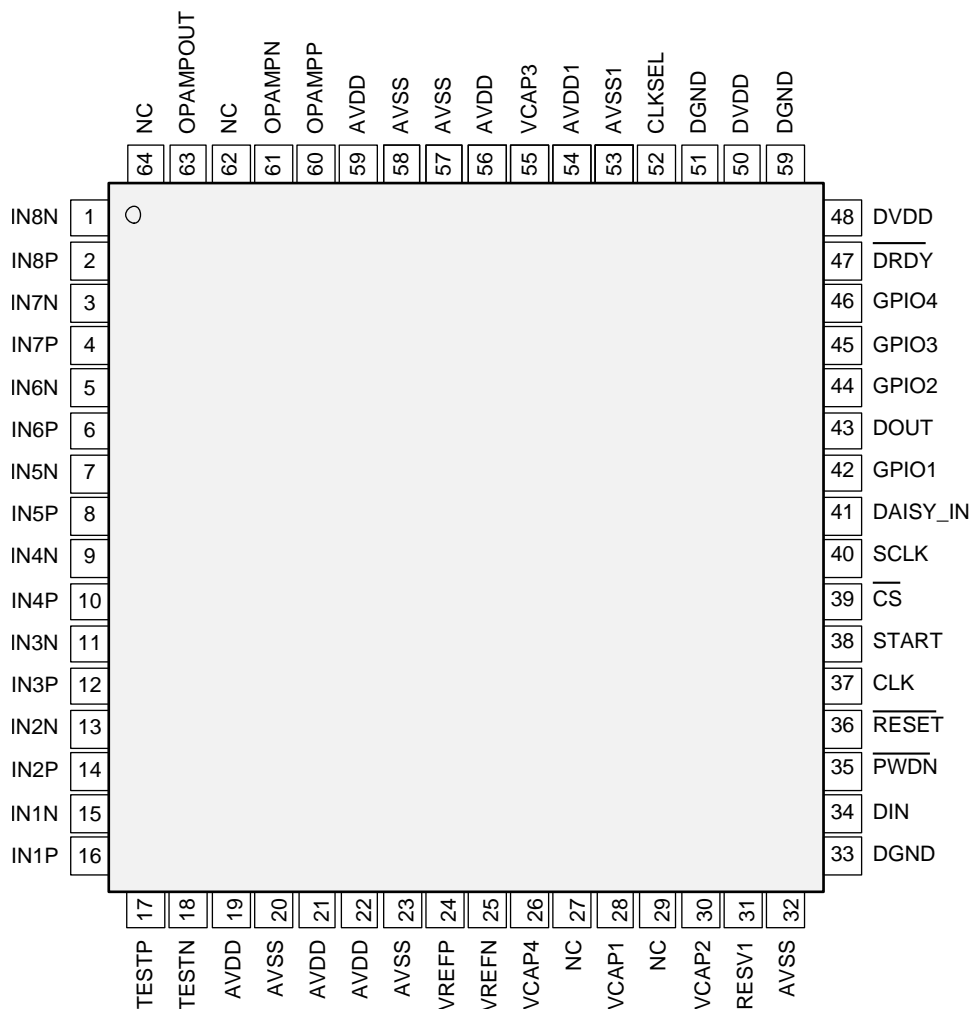 NC
OPAMPOUT
NC
OPAMPN
OPAMPP
AVDD
AVSS
AVSS
AVDD
VCAP3
AVDD1
AVSS1
CLKSEL
DGND
DVDD
DGND
64
63
62
61
60
59
58
57
56
55
54
53
52
51
50
59
IN8N 1
IN8P 2
IN7N 3
IN7P 4
IN6N 5
IN6P 6
IN5N 7
IN5P 8
IN4N 9
IN4P 10
IN3N 11
IN3P 12
IN2N 13
IN2P 14
IN1N 15
IN1P 16
48 DVDD
47 DRDY
46 GPIO4
45 GPIO3
44 GPIO2
43 DOUT
42 GPIO1
41 DAISY_IN
40 SCLK
39 CS
38 START
37 CLK
36 RESET
35 PWDN
34 DIN
33 DGND
17
18
19
20
21
22
23
24
25
26
27
28
29
30
31
32
TESTP
TESTN
AVDD
AVSS
AVDD
AVDD
AVSS
VREFP
VREFN
VCAP4
NC
VCAP1
NC
VCAP2
RESV1
AVSS